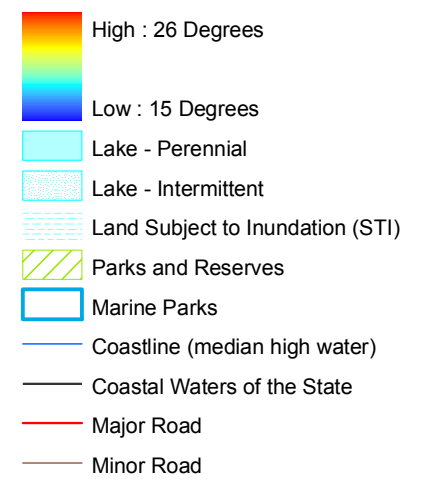 High : 26 Degrees
Low : 15 Degrees
Lake - Perennial
Lake - Intermittent
Land Subject to Inundation (STI)
Parks and Reserves
Marine Parks
Coastline (median high water)
Coastal Waters of the State
Major Road
Minor Road